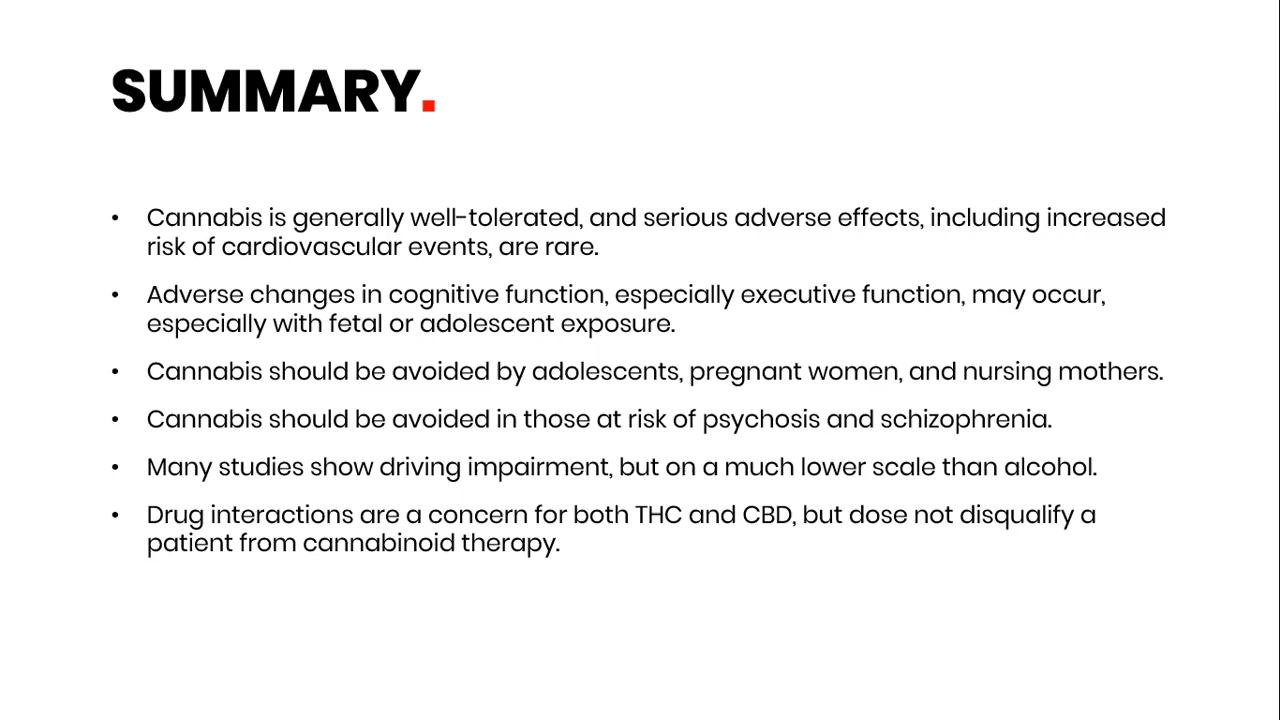 SUMMARY.
• Cannabis is generally well-tolerated, and serious adverse effects, including increased
risk of cardiovascular events, are rare.
• Adverse changes in cognitive function, especially executive function, may occur,
especially with fetal or adolescent exposure.
• Cannabis should be avoided by adolescents, pregnant women, and nursing mothers.
• Cannabis should be avoided in those at risk of psychosis and schizophrenia.
• Many studies show driving impairment, but on a much lower scale than alcohol.
• Drug interactions are a concern for both THC and CBD, but dose not disqualify a
patient from cannabinoid therapy.